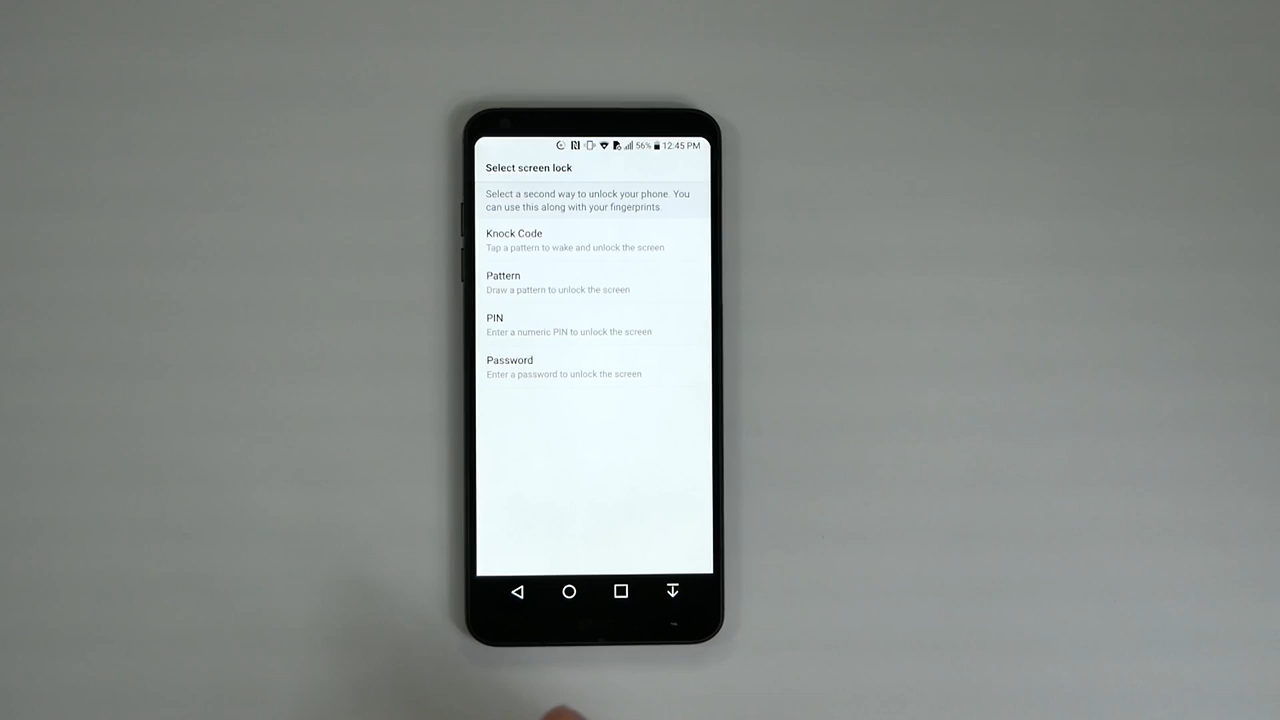 56% 12:45 PM
Select screen lock
Select a second way to unlock your phone. You
can use this along with your fingerprints
Knock Code
Tap a pattern to wake and unlock the screen
Pattern
Draw a pattern to unlock the screen
PIN
Enter a numeric PIN to unlock the screen
Password
Enter a password to unlock the screen